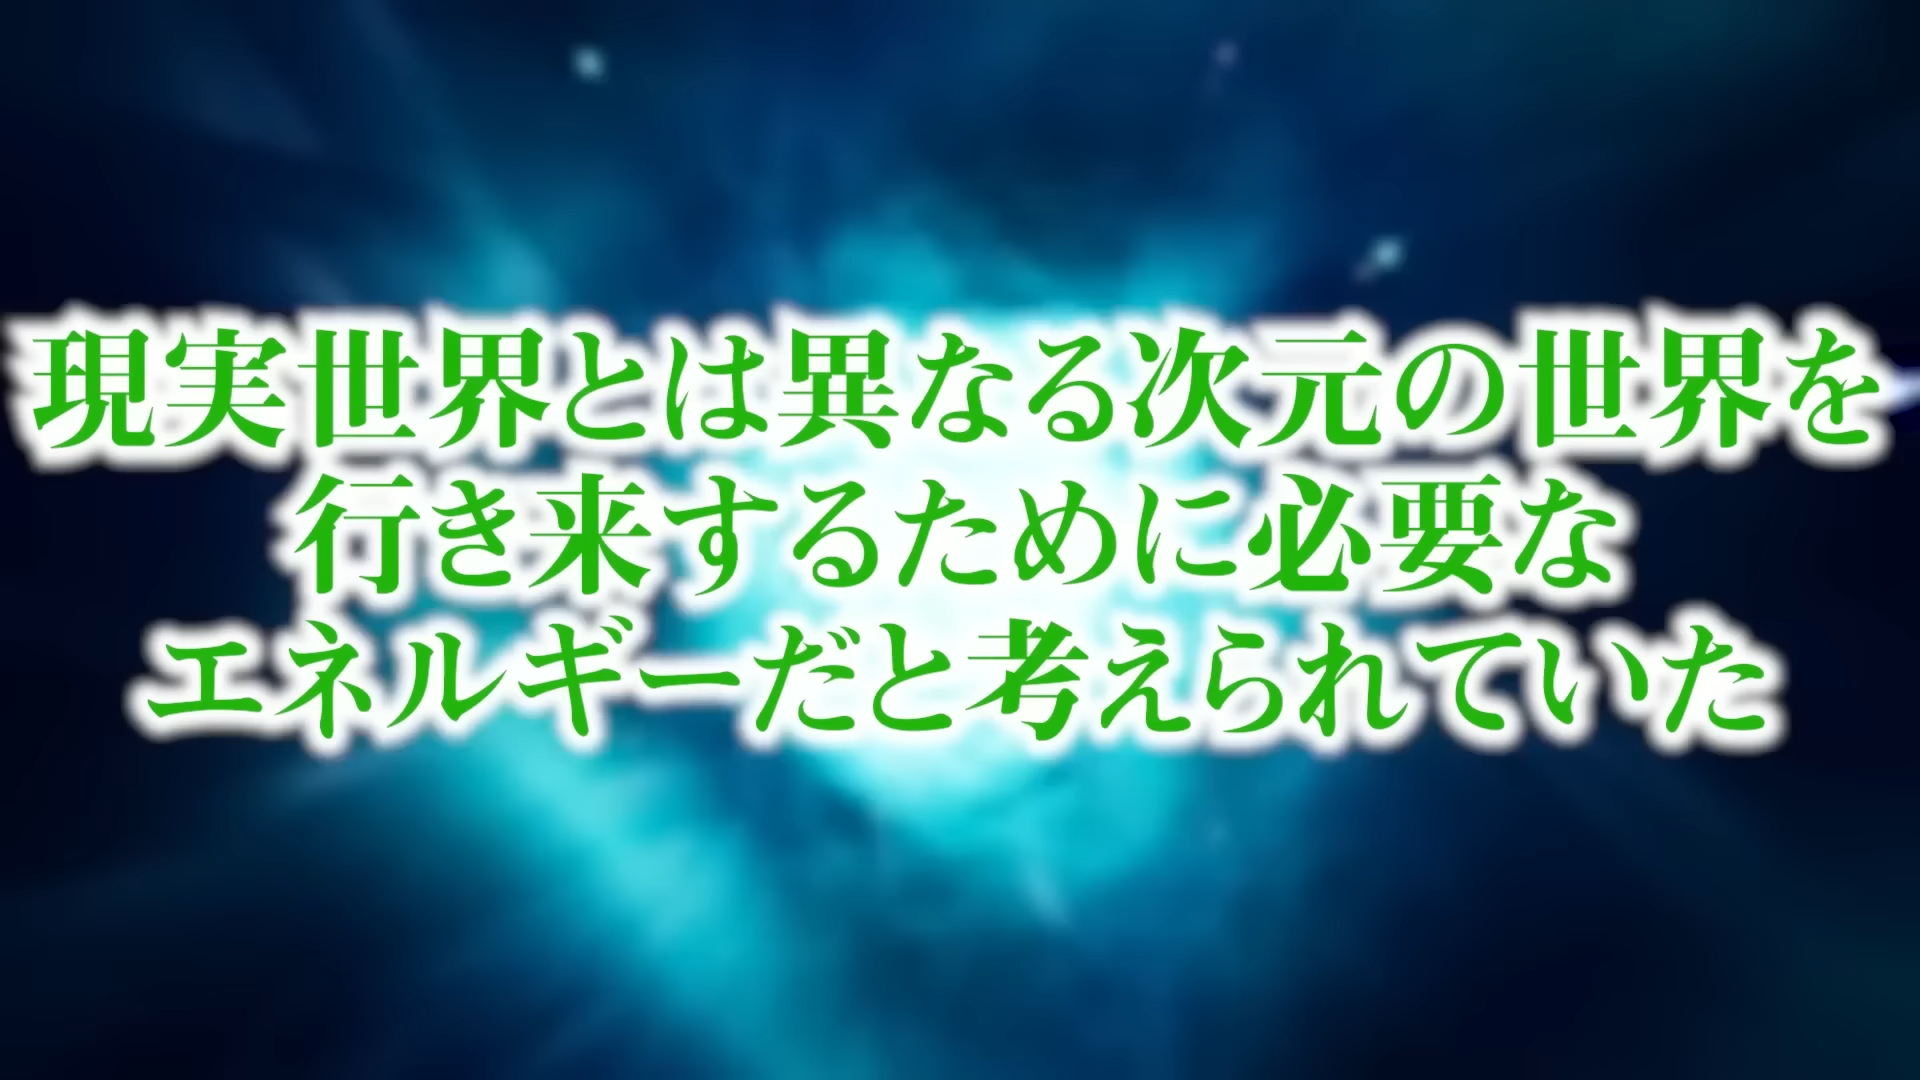 現実世界とは異なる次元の世界を
行き来するために必要な
エネルギーだと考えられていた